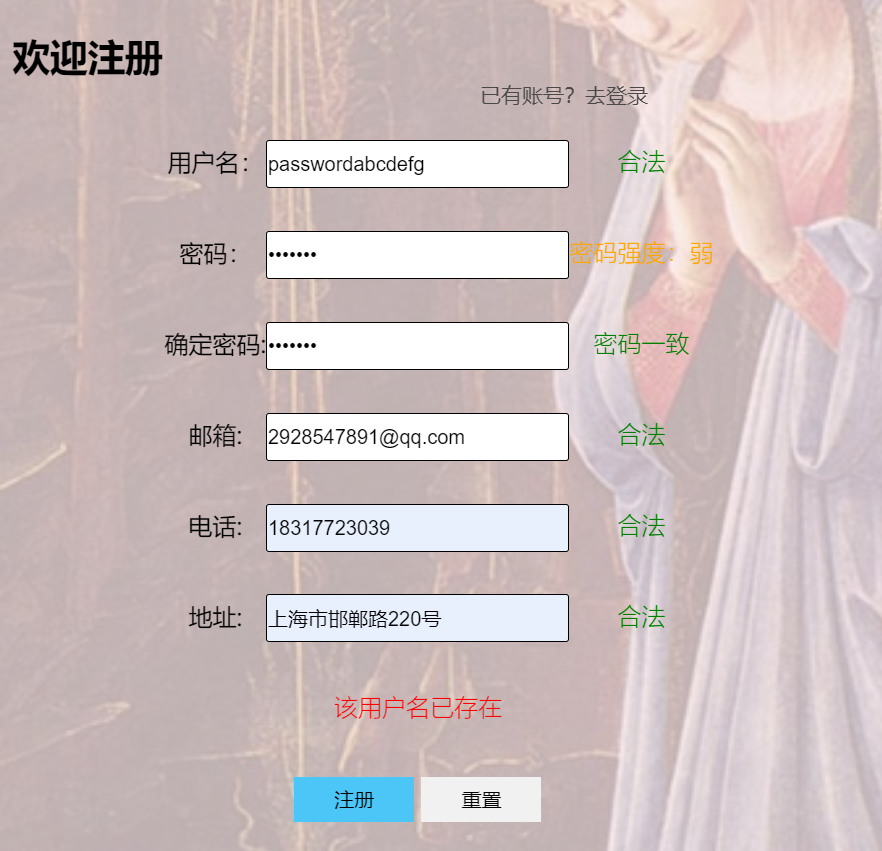 欢迎注册
已有账号？去登录
用户名： passwordabcdefg 合法
密码： ••••••• 密码强度：弱
确定密码: ••••••• 密码一致
邮箱: 2928547891@qq.com 合法
电话: 18317723039 合法
地址: 上海市邯郸路220号 合法
该用户名已存在
注册 重置